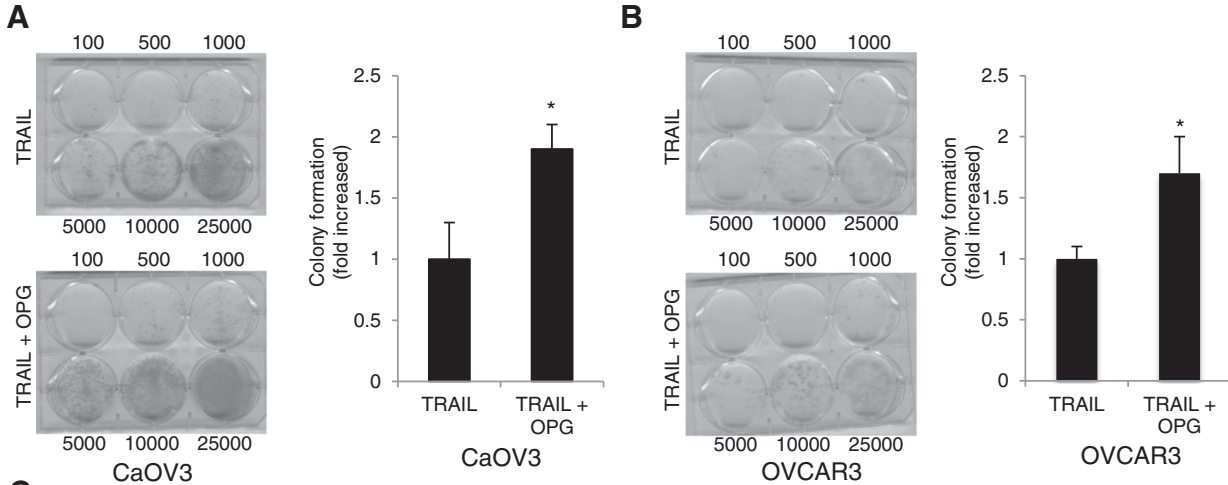 A
100 500 1000
TRAIL
5000 10000 25000
100 500 1000
TRAIL + OPG
5000 10000 25000
CaOV3
Colony formation
(fold increased)
2.5
2
1.5
1
0.5
0
*
TRAIL
TRAIL +
OPG
CaOV3
B
100 500 1000
TRAIL
5000 10000 25000
100 500 1000
TRAIL + OPG
5000 10000 25000
OVCAR3
Colony formation
(fold increased)
2.5
2
1.5
1
0.5
0
*
TRAIL
TRAIL +
OPG
OVCAR3